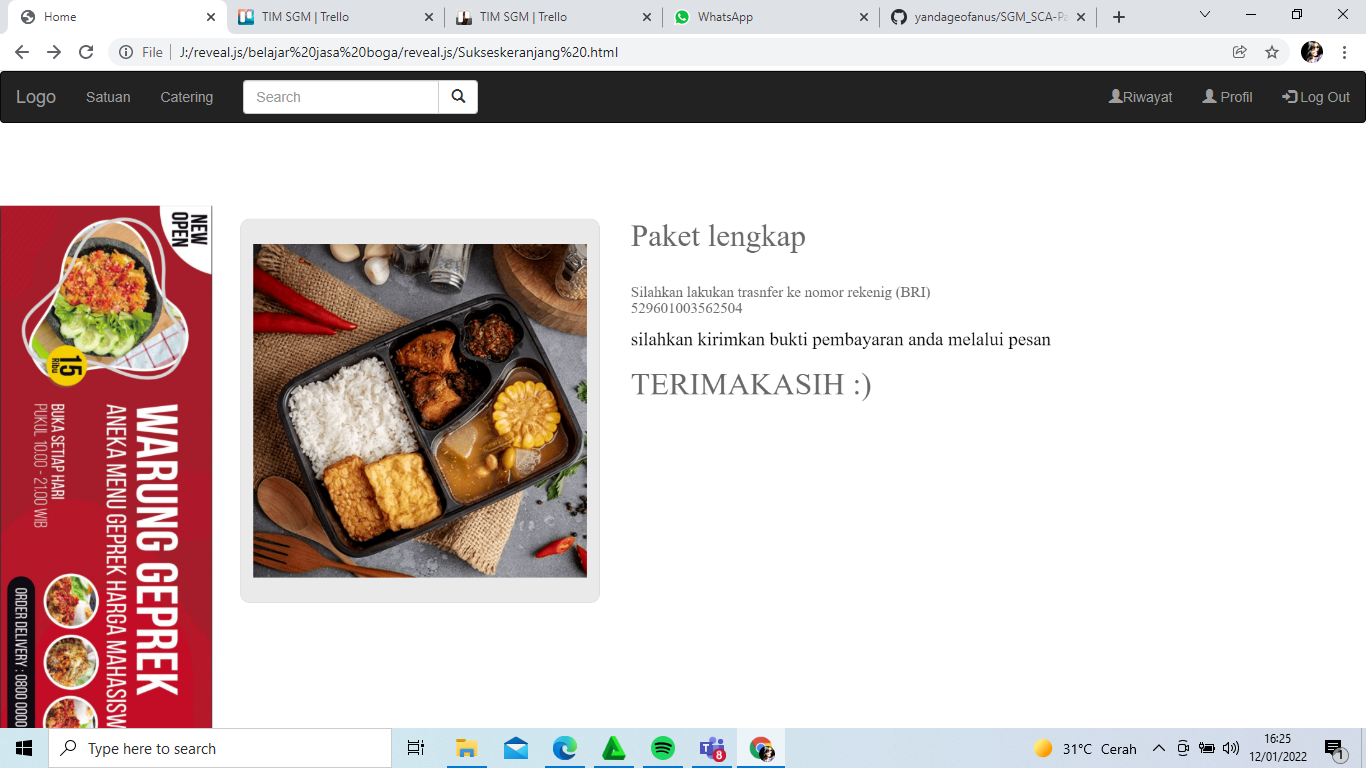 Home
TIM SGM | Trello
TIM SGM | Trello
WhatsApp
yandageofanus/SGM_SCA-Pa
File
J:/reveal.js/belajar%20jasa%20boga/reveal.js/Sukseskeranjang%20.html
Logo
Satuan
Catering
Search
Riwayat
Profil
Log Out
NEW
OPEN
15
Ribu
WARUNG GEPREK
ANEKA MENU GEPREK HARGA MAHASISW
BUKA SETIAP HARI
PUKUL 10.00 - 21.00 WIB
ORDER DELIVERY : 0800 0000
Paket lengkap
Silahkan lakukan trasnfer ke nomor rekenig (BRI)
529601003562504
silahkan kirimkan bukti pembayaran anda melalui pesan
TERIMAKASIH :)
Type here to search
8
31°C Cerah
16:25
12/01/2022
1